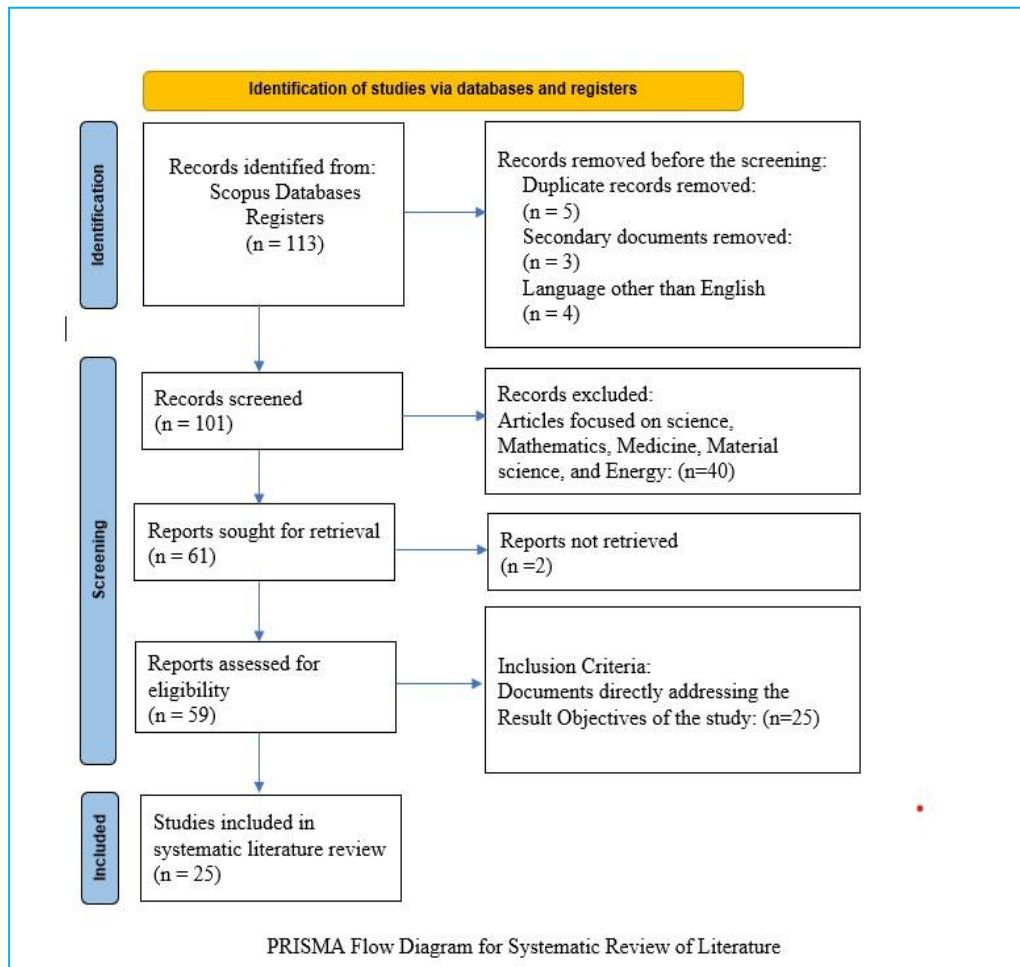 Identification of studies via databases and registers
Identification
Records identified from:
Scopus Databases
Registers
(n = 113)
Records removed before the screening:
Duplicate records removed:
(n = 5)
Secondary documents removed:
(n = 3)
Language other than English
(n = 4)
Screening
Records screened
(n = 101)
Records excluded:
Articles focused on science,
Mathematics, Medicine, Material
science, and Energy: (n=40)
Reports sought for retrieval
(n = 61)
Reports not retrieved
(n =2)
Reports assessed for
eligibility
(n = 59)
Inclusion Criteria:
Documents directly addressing the
Result Objectives of the study: (n=25)
Included
Studies included in
systematic literature review
(n = 25)
PRISMA Flow Diagram for Systematic Review of Literature